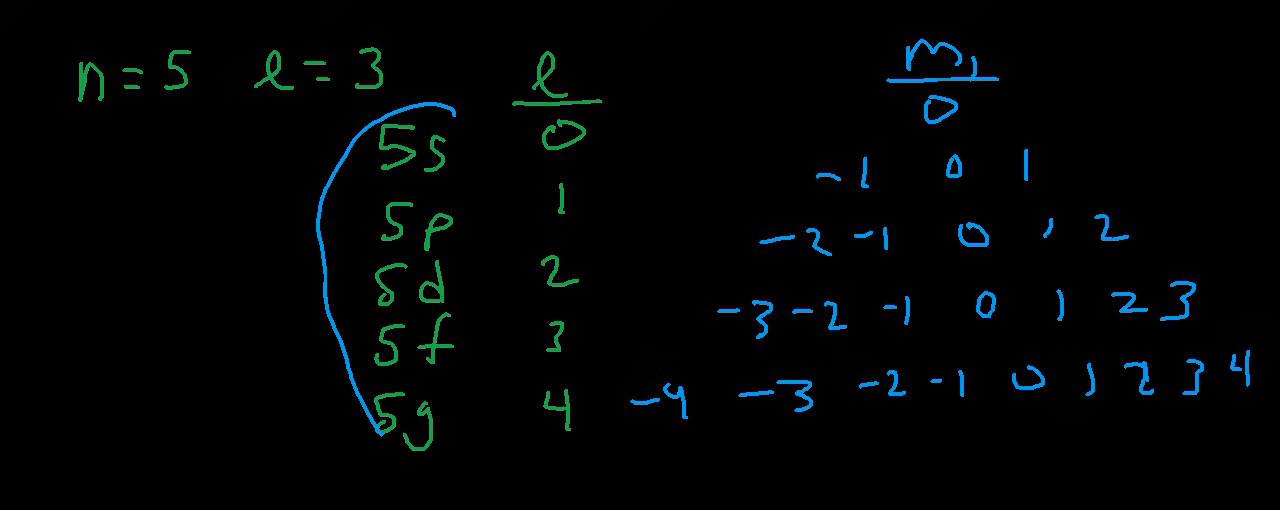 n = 5 ℓ = 3 ℓ mₗ
5s 0 0
5p 1 -1 0 1
5d 2 -2 -1 0 1 2
5f 3 -3 -2 -1 0 1 2 3
5g 4 -4 -3 -2 -1 0 1 2 3 4